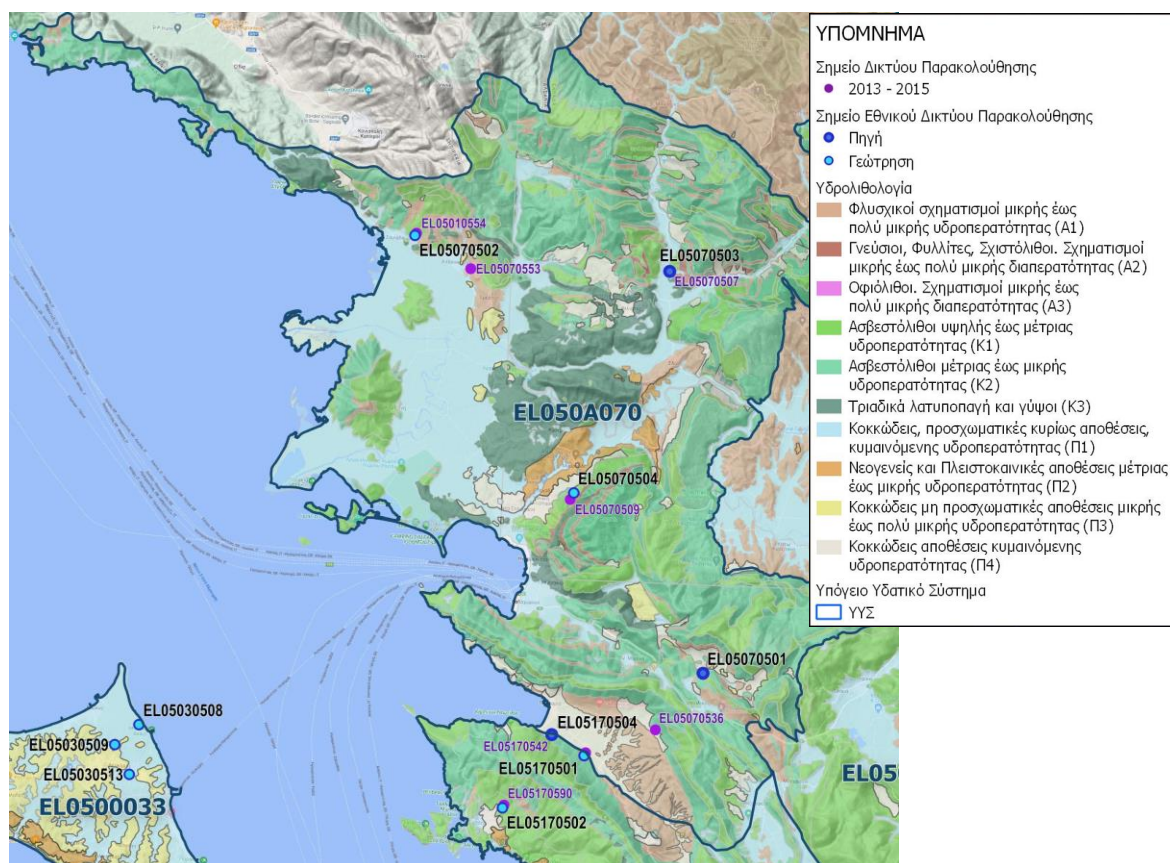 ΥΠΟΜΝΗΜΑ
Σημείο Δικτύου Παρακολούθησης
2013 - 2015
Σημείο Εθνικού Δικτύου Παρακολούθησης
Πηγή
Γεώτρηση
Υδρολιθολογία
Φλυσχικοί σχηματισμοί μικρής έως
πολύ μικρής υδροπερατότητας (Α1)
Γνεύσιοι, Φυλλίτες, Σχιστόλιθοι. Σχηματισμοί
μικρής έως πολύ μικρής διαπερατότητας (Α2)
Οφιόλιθοι. Σχηματισμοί μικρής έως
πολύ μικρής διαπερατότητας (Α3)
Ασβεστόλιθοι υψηλής έως μέτριας
υδροπερατότητας (Κ1)
Ασβεστόλιθοι μέτριας έως μικρής
υδροπερατότητας (Κ2)
Τριαδικά λατυποπαγή και γύψοι (Κ3)
Κοκκώδεις, προσχωματικές κυρίως αποθέσεις,
κυμαινόμενης υδροπερατότητας (Π1)
Νεογενείς και Πλειστοκαινικές αποθέσεις μέτριας
έως μικρής υδροπερατότητας (Π2)
Κοκκώδεις μη προσχωματικές αποθέσεις μικρής
έως πολύ μικρής υδροπερατότητας (Π3)
Κοκκώδεις αποθέσεις κυμαινόμενης
υδροπερατότητας (Π4)
Υπόγειο Υδατικό Σύστημα
ΥΥΣ
EL05010554
EL05070502
EL05070553
EL05070503
EL05070507
EL050A070
EL05070504
EL05070509
EL05070501
EL05030508
EL05170504
EL05070536
EL05030509
EL05170542
EL05170501
EL05030513
EL05170590
EL0500033
EL05170502
EL05